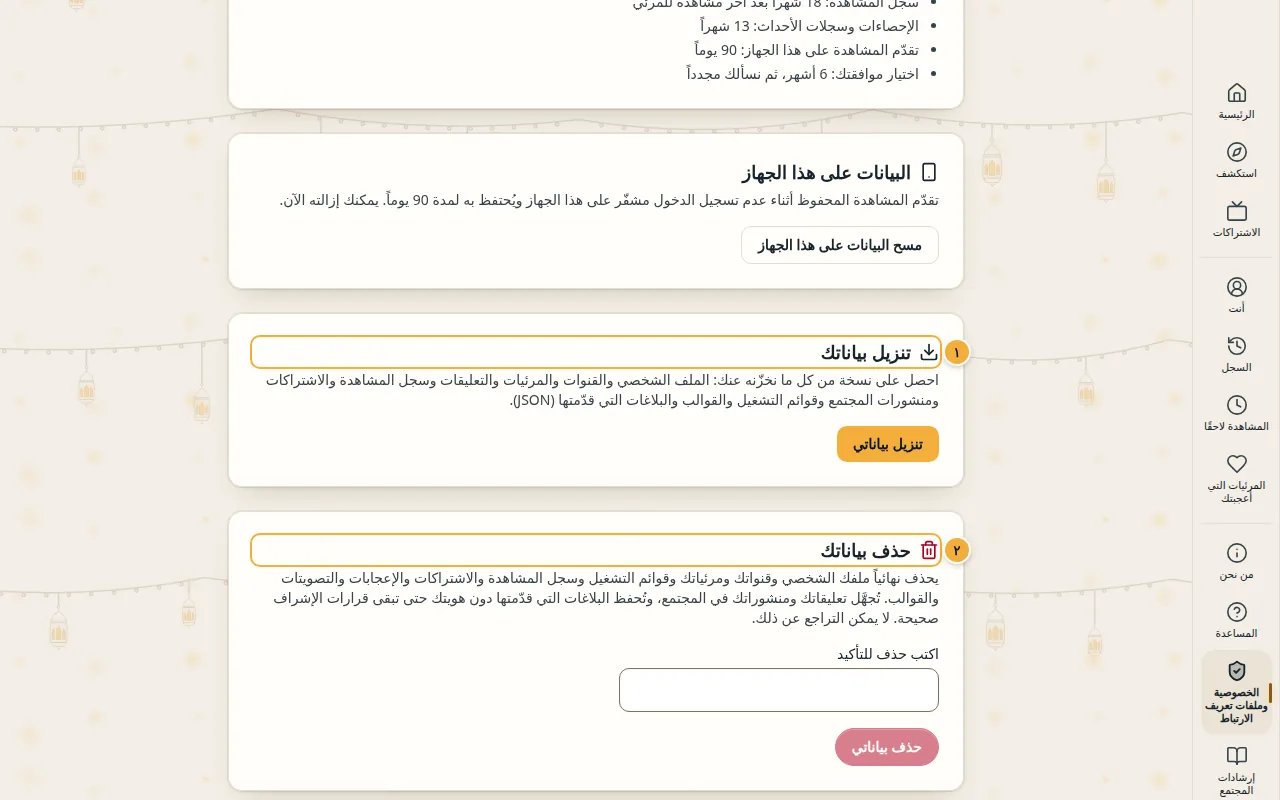 سجل المشاهدة: 18 شهراً بعد آخر مشاهدة للمرئي
الإحصاءات وسجلات الأحداث: 13 شهراً
تقدّم المشاهدة على هذا الجهاز: 90 يوماً
اختيار موافقتك: 6 أشهر، ثم نسألك مجدداً
البيانات على هذا الجهاز
تقدّم المشاهدة المحفوظ أثناء عدم تسجيل الدخول مشفّر على هذا الجهاز ويُحتفظ به لمدة 90 يوماً. يمكنك إزالته الآن.
مسح البيانات على هذا الجهاز
١
تنزيل بياناتك
احصل على نسخة من كل ما نخزّنه عنك: الملف الشخصي والقنوات والمرئيات والتعليقات وسجل المشاهدة والاشتراكات
ومنشورات المجتمع وقوائم التشغيل والقوالب والبلاغات التي قدّمتها (JSON).
تنزيل بياناتي
٢
حذف بياناتك
يحذف نهائياً ملفك الشخصي وقنواتك ومرئياتك وقوائم التشغيل وسجل المشاهدة والاشتراكات والإعجابات والتصويتات
والقوالب. تُجهَّل تعليقاتك ومنشوراتك في المجتمع، وتُحفظ البلاغات التي قدّمتها دون هويتك حتى تبقى قرارات الإشراف
صحيحة. لا يمكن التراجع عن ذلك.
اكتب حذف للتأكيد
حذف بياناتي
الرئيسية
استكشف
الاشتراكات
أنت
السجل
المشاهدة لاحقًا
المرئيات التي
أعجبتك
من نحن
المساعدة
الخصوصية
وملفات تعريف
الارتباط
إرشادات
المجتمع